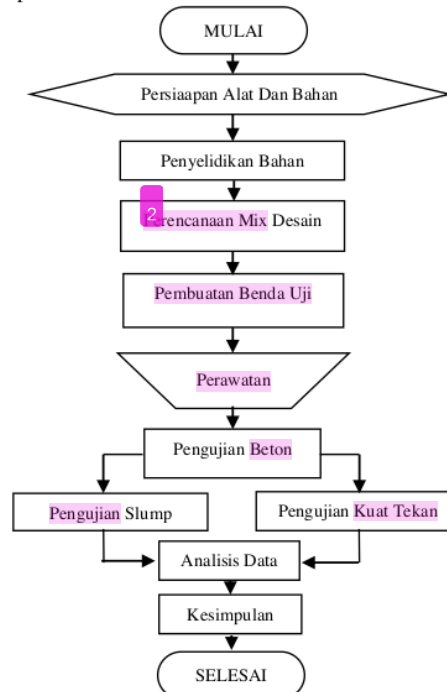 MULAI
Persiaapan Alat Dan Bahan
Penyelidikan Bahan
2
Perencanaan Mix Desain
Pembuatan Benda Uji
Perawatan
Pengujian Beton
Pengujian Slump
Pengujian Kuat Tekan
Analisis Data
Kesimpulan
SELESAI